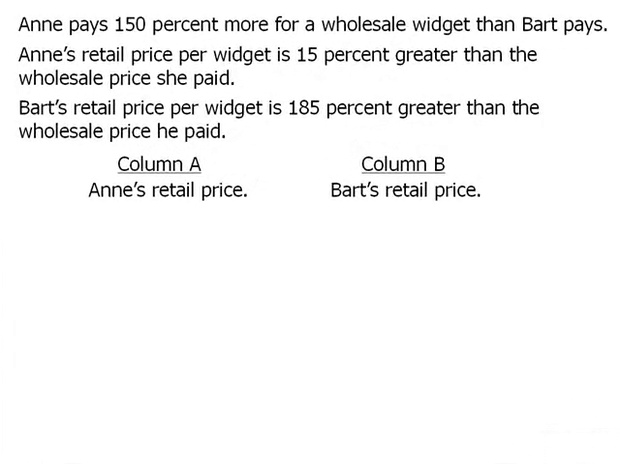 Anne pays 150 percent more for a wholesale widget than Bart pays.
Anne's retail price per widget is 15 percent greater than the
wholesale price she paid.
Bart's retail price per widget is 185 percent greater than the
wholesale price he paid.
Column A Column B
Anne's retail price. Bart's retail price.